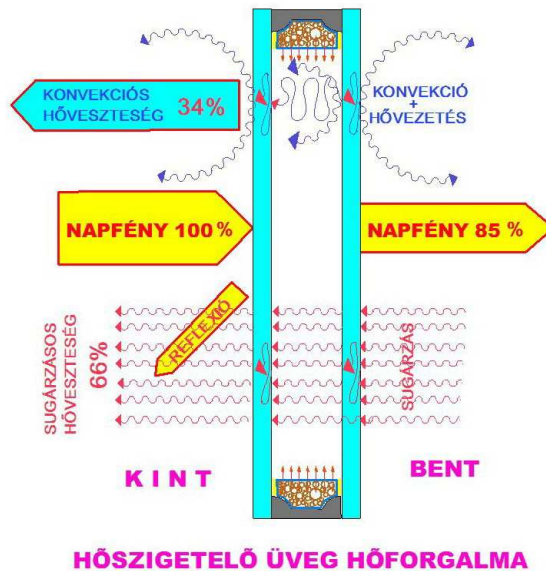 KONVEKCIÓS
HŐVESZTESÉG 34%
KONVEKCIÓ
+
HŐVEZETÉS
NAPFÉNY 100%
NAPFÉNY 85 %
REFLEXIÓ
SUGÁRZÁSOS
HŐVESZTESÉG
66%
SUGÁRZÁS
KINT
BENT
HŐSZIGETELŐ ÜVEG HŐFORGALMA